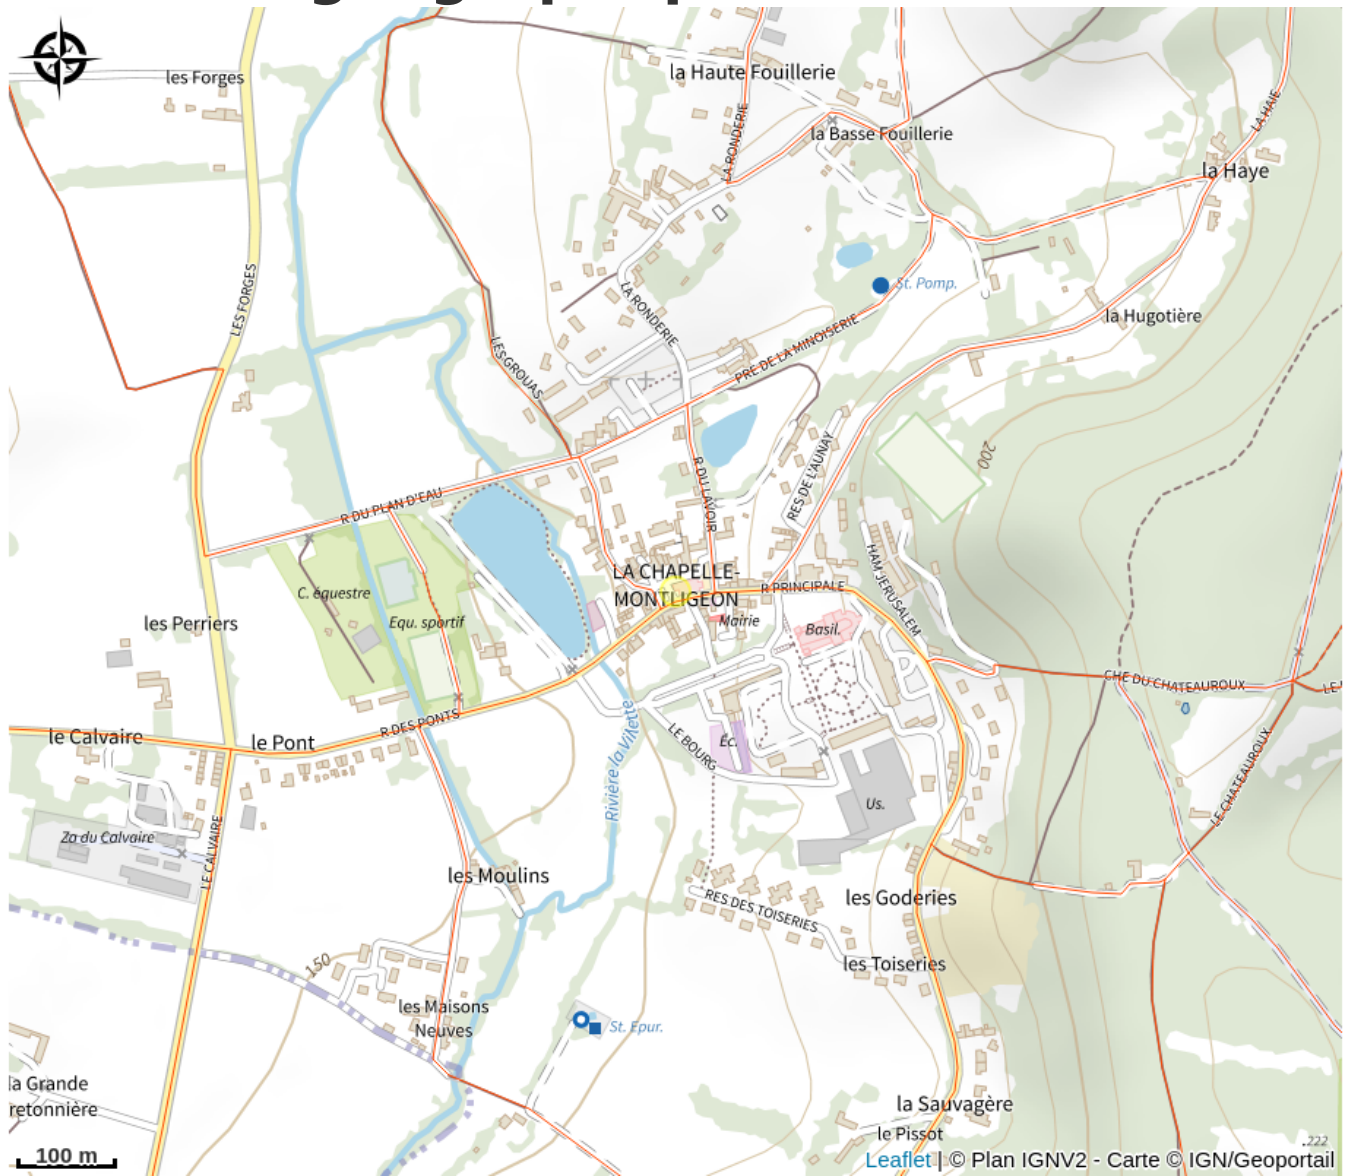 les Forges
la Haute Fouillerie
LA RONDERIE
la Basse Fouillerie
LA HAIE
la Haye
LES FORGES
St. Pomp.
LA RONDERIE
la Hugotière
LES GROUAS
PRE DE LA MINOISERIE
R DU PLAN D'EAU
R DU LAVOIR
RES DE L'AUNAY
200
HAM JERUSALEM
LA CHAPELLE-
MONTLIGEON
R PRINCIPALE
C. équestre
Equ. sportif
les Perriers
Mairie
Basil.
CHE DU CHATEAUROUX
R DES PONTS
le Calvaire
le Pont
LE BOURG
Éc.
Rivière la Villette
LE CHATEAUROUX
Us.
Za du Calvaire
LE CALVAIRE
les Moulins
RES DES TOISERIES
les Goderies
les Toiseries
150
les Maisons
Neuves
St. Epur.
la Grande
retonnière
la Sauvagère
le Pissot
222
100 m
Leaflet | © Plan IGNV2 - Carte © IGN/Geoportail